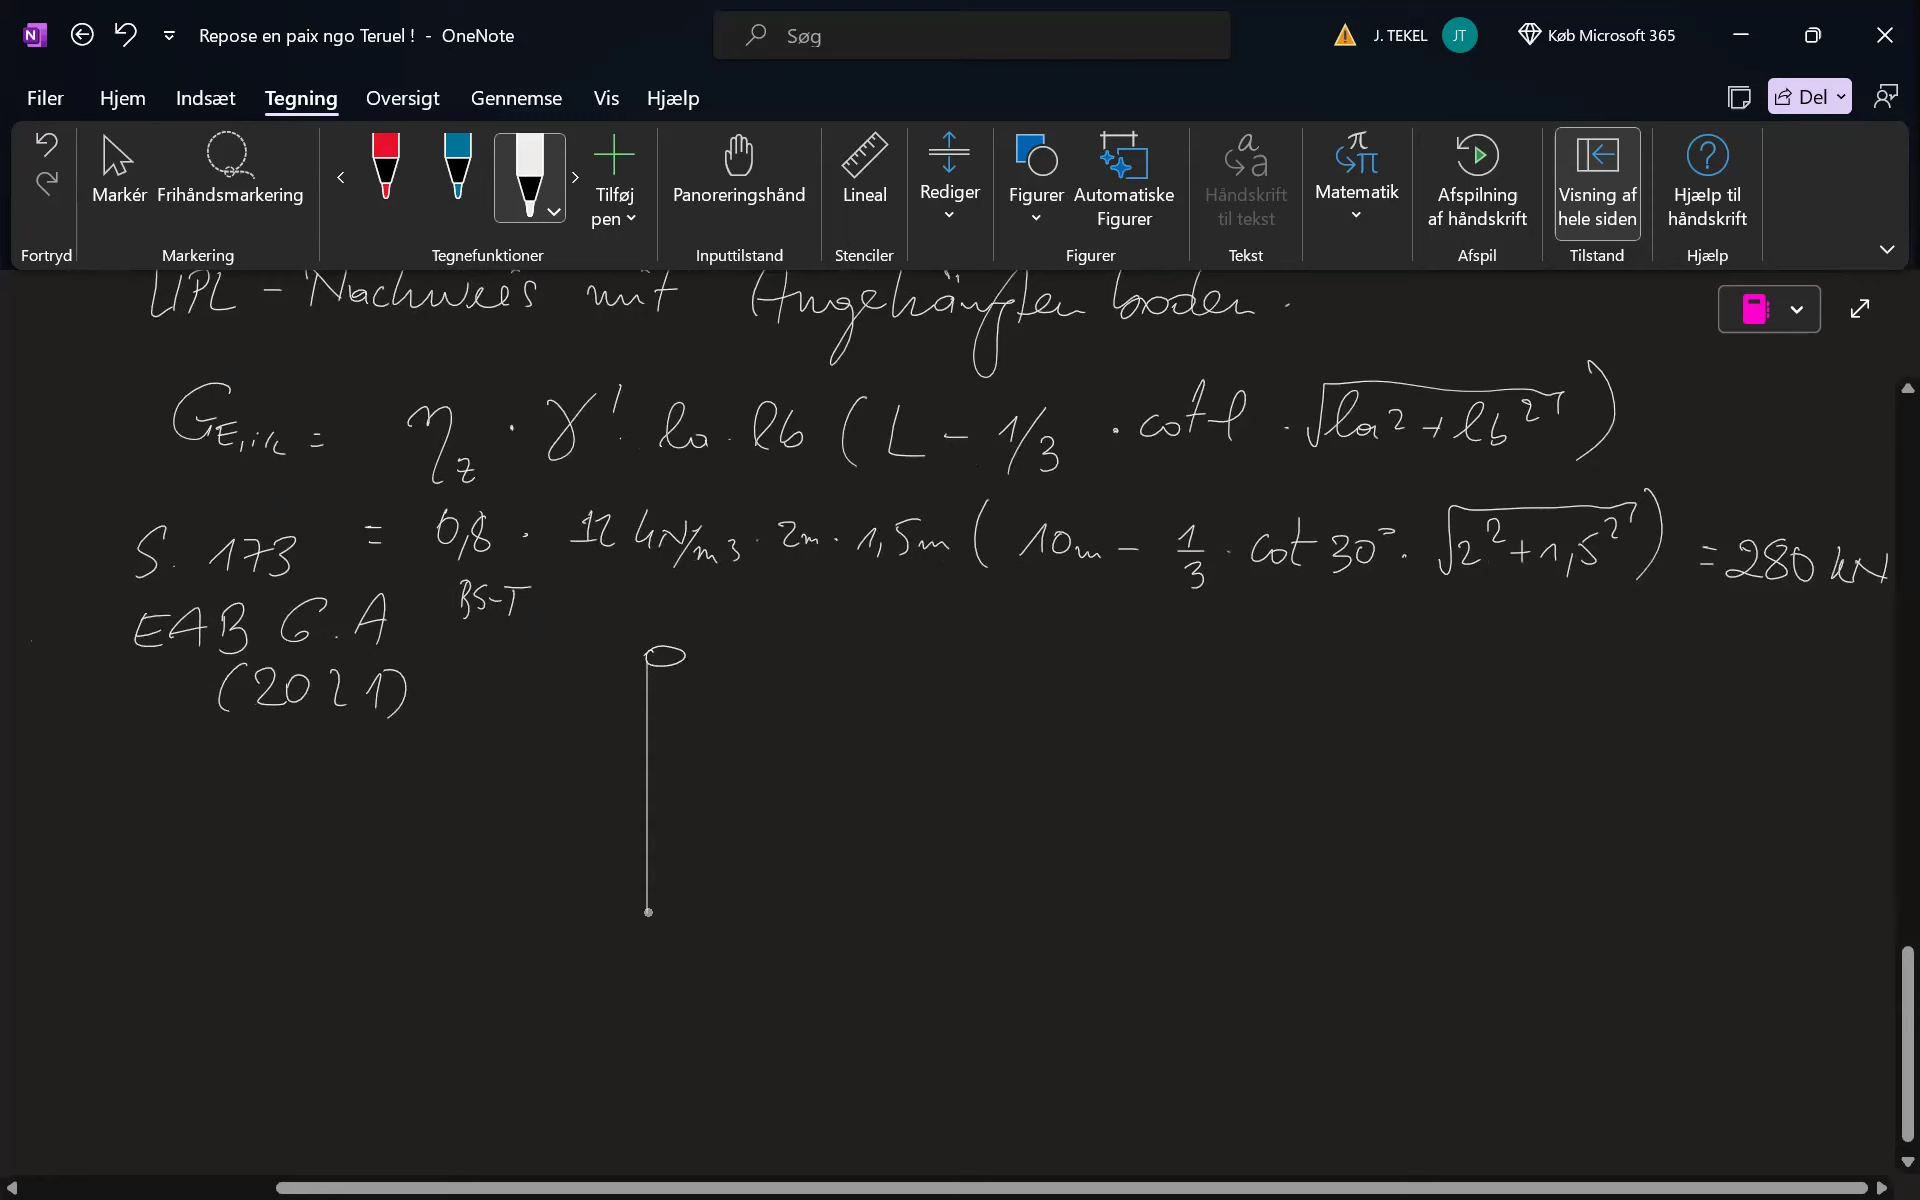 Repose en paix ngo Teruel ! - OneNote
Søg
J. TEKEL
JT
Køb Microsoft 365
Filer Hjem Indsæt Tegning Oversigt Gennemse Vis Hjælp
Del
Markér Frihåndsmarkering Tilføj pen Panoreringshånd Lineal Rediger Figurer Automatiske Figurer Håndskrift til tekst Matematik Afspilning af håndskrift Visning af hele siden Hjælp til håndskrift
Fortryd Markering Tegnefunktioner Inputtilstand Stenciler Figurer Tekst Afspil Tilstand Hjælp
UPL - Nachweis mit Angehängten boden.
G_E,i,k = η_z · γ' · la · lb ( L - 1/3 · cot φ · √(la² + lb²) )
= 0,8 · 12 kN/m3 · 2m · 1,5m ( 10m - 1/3 · cot 30° · √(2² + 1,5²) ) = 280 kN
BS-T
S. 173
EAB 6.A
(2021)